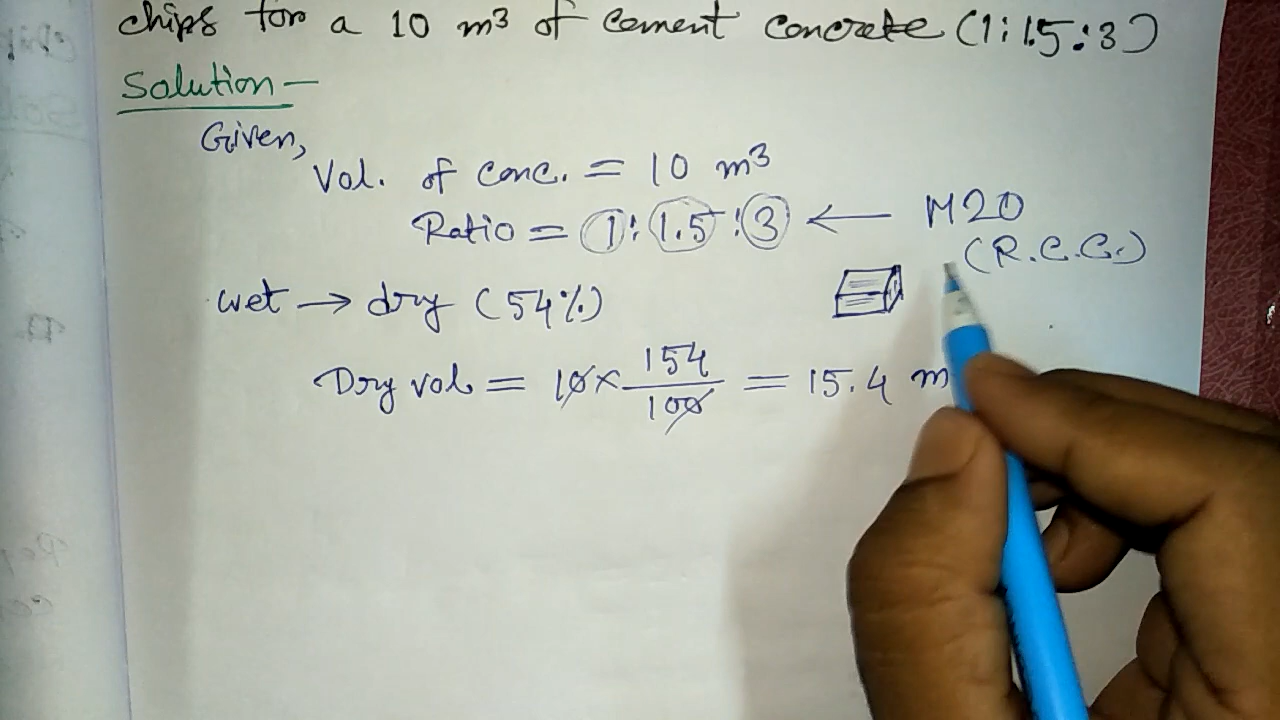 chips for a 10 m³ of cement concrete (1:1.5:3)
Solution —
Given,
Vol. of conc. = 10 m³
Ratio = 1 : 1.5 : 3 ← M20
(R.C.C.)
wet → dry (54%)
Dry vol. = 10 × 154/100 = 15.4 m